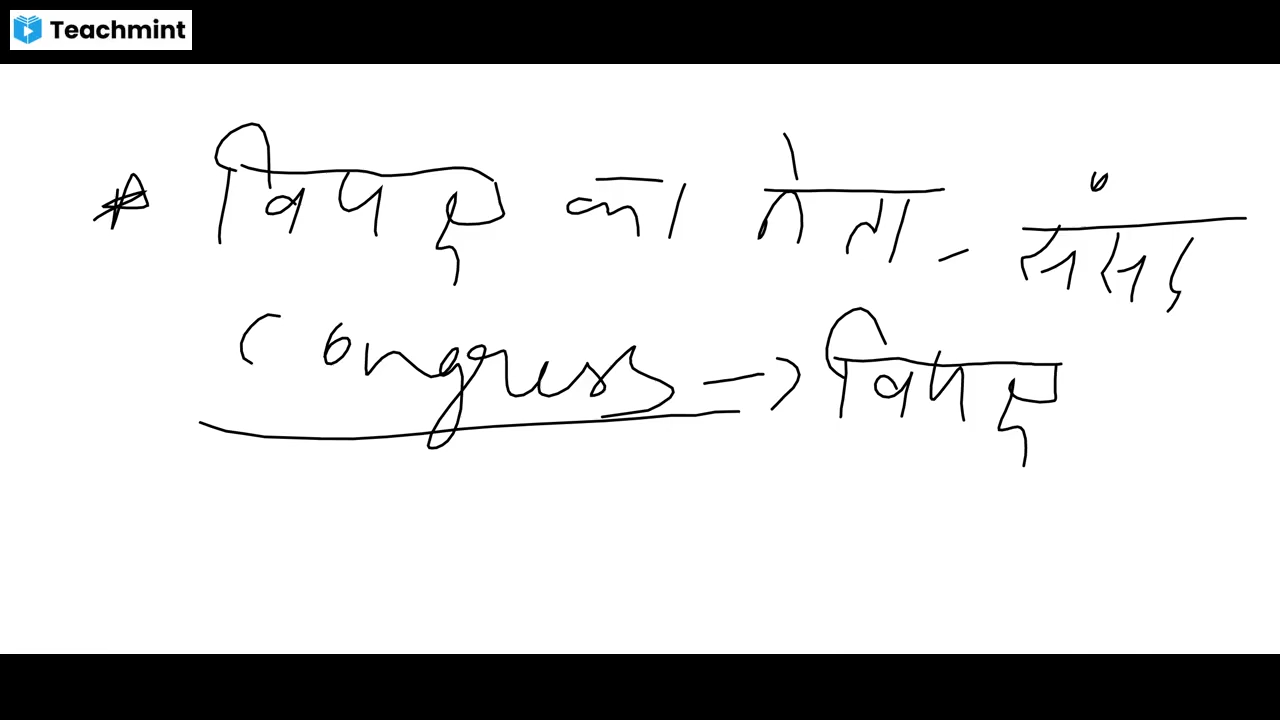 Teachmint
* विपक्ष का नेता - संसद
Congress -> विपक्ष